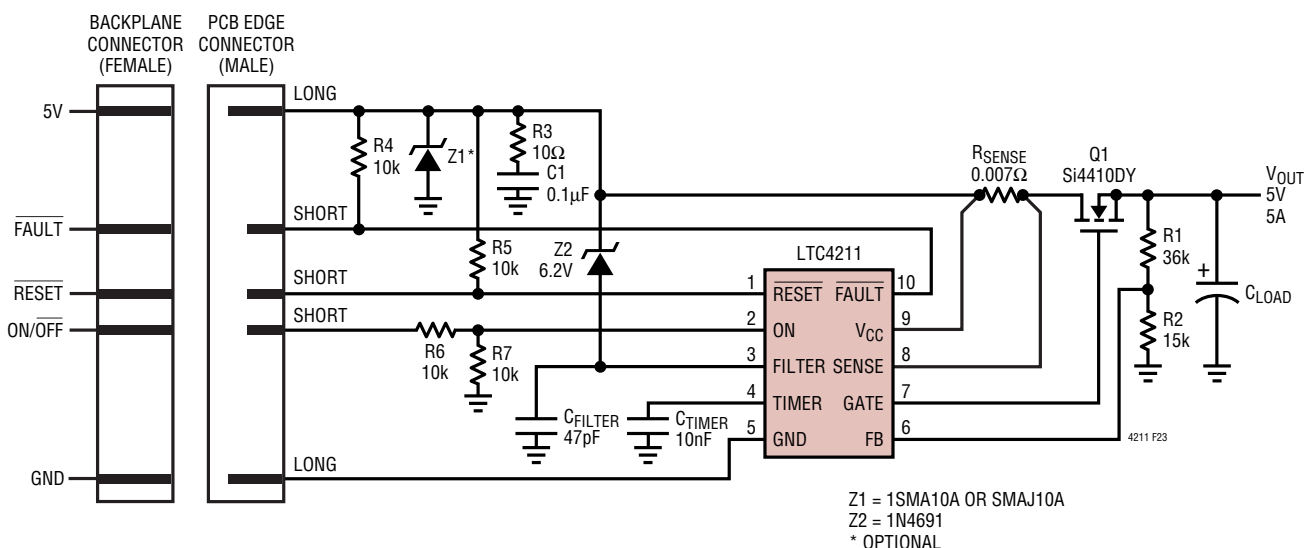 BACKPLANE
CONNECTOR
(FEMALE)
PCB EDGE
CONNECTOR
(MALE)
5V
LONG
R4
10k
Z1*
R3
10Ω
C1
0.1µF
RSENSE
0.007Ω
Q1
Si4410DY
VOUT
5V
5A
FAULT
SHORT
R5
10k
Z2
6.2V
LTC4211
R1
36k
+
CLOAD
R2
15k
RESET
SHORT
ON/OFF
SHORT
R6
10k
R7
10k
1
RESET
FAULT
10
2
ON
VCC
9
3
FILTER
SENSE
8
4
TIMER
GATE
7
5
GND
FB
6
CFILTER
47pF
CTIMER
10nF
4211 F23
GND
LONG
Z1 = 1SMA10A OR SMAJ10A
Z2 = 1N4691
* OPTIONAL